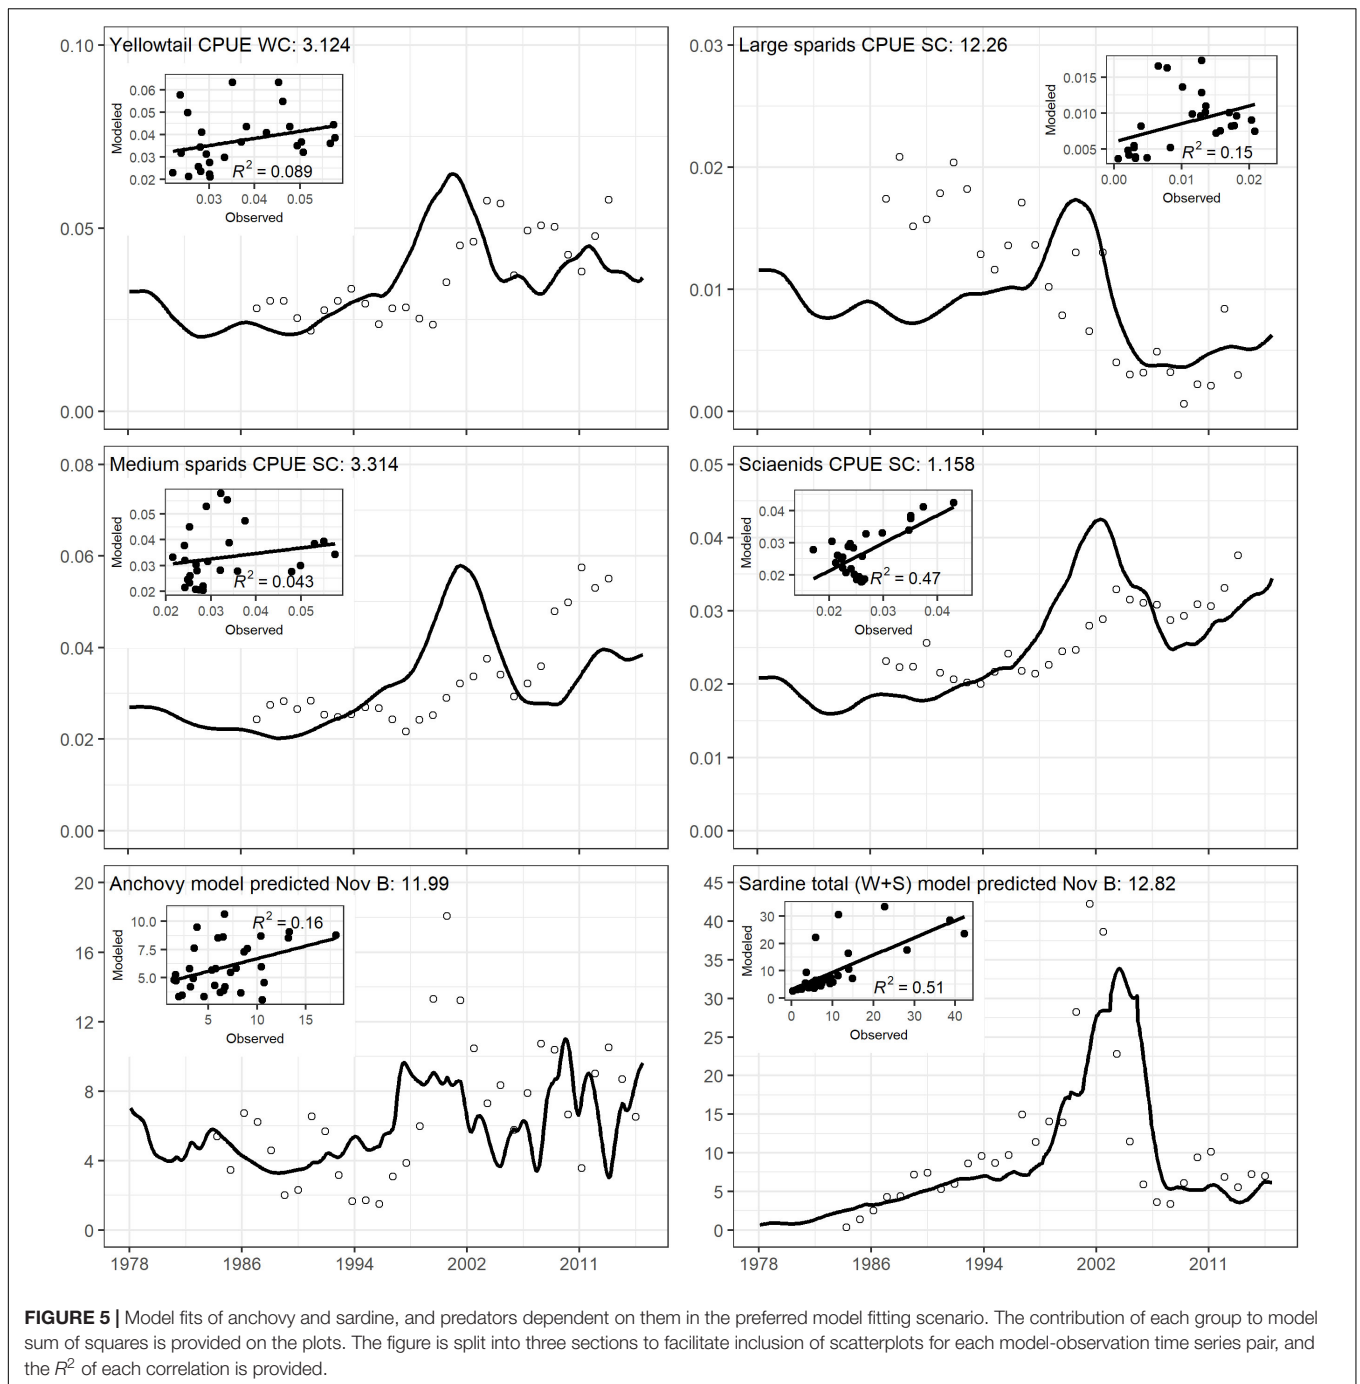 Yellowtail CPUE WC: 3.124
0.10
0.05
0.00
0.06
0.05
0.04
0.03
0.02
Modeled
R² = 0.089
0.03 0.04 0.05
Observed
Large sparids CPUE SC: 12.26
0.03
0.02
0.01
0.00
0.015
0.010
0.005
Modeled
R² = 0.15
0.00 0.01 0.02
Observed
Medium sparids CPUE SC: 3.314
0.08
0.06
0.04
0.02
0.00
0.05
0.04
0.03
0.02
Modeled
R² = 0.043
0.02 0.03 0.04 0.05
Observed
Sciaenids CPUE SC: 1.158
0.05
0.04
0.03
0.02
0.01
0.00
0.04
0.03
0.02
Modeled
R² = 0.47
0.02 0.03 0.04
Observed
Anchovy model predicted Nov B: 11.99
20
16
12
8
4
0
10.0
7.5
5.0
Modeled
R² = 0.16
5 10 15
Observed
1978 1986 1994 2002 2011
Sardine total (W+S) model predicted Nov B: 12.82
45
40
35
30
25
20
15
10
5
0
30
20
10
0
Modeled
R² = 0.51
0 10 20 30 40
Observed
1978 1986 1994 2002 2011
FIGURE 5 | Model fits of anchovy and sardine, and predators dependent on them in the preferred model fitting scenario. The contribution of each group to model
sum of squares is provided on the plots. The figure is split into three sections to facilitate inclusion of scatterplots for each model-observation time series pair, and
the R² of each correlation is provided.